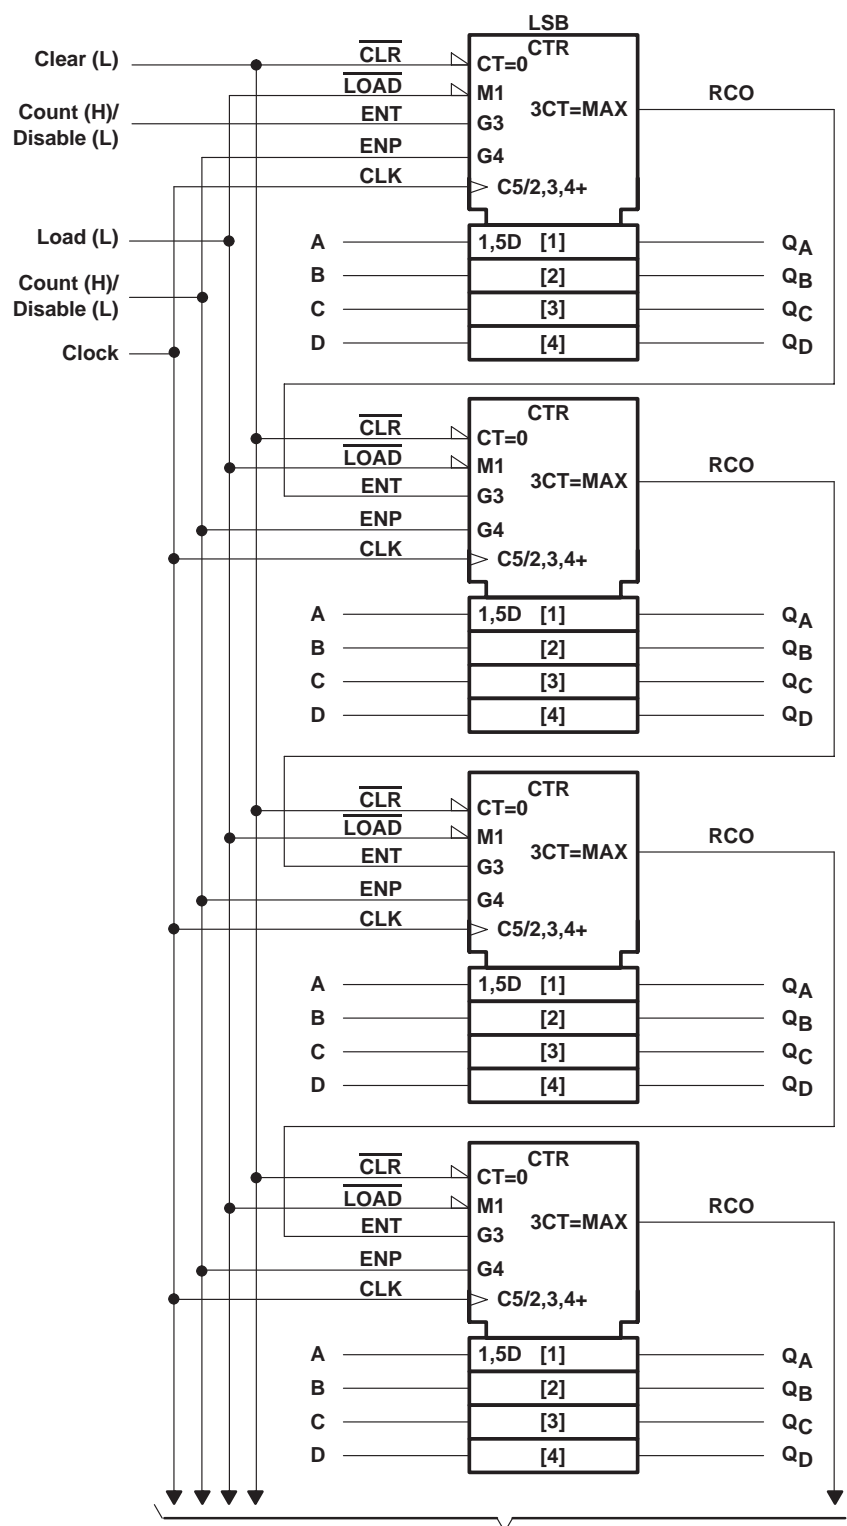 LSB
Clear (L)
CLR
CT=0
CTR
LOAD
M1
RCO
Count (H)/
Disable (L)
ENT
G3
3CT=MAX
ENP
G4
CLK
C5/2,3,4+
Load (L)
A
1,5D [1]
QA
Count (H)/
Disable (L)
B
[2]
QB
C
[3]
QC
Clock
D
[4]
QD
CTR
CLR
CT=0
LOAD
M1
RCO
ENT
G3
3CT=MAX
ENP
G4
CLK
C5/2,3,4+
A
1,5D [1]
QA
B
[2]
QB
C
[3]
QC
D
[4]
QD
CTR
CLR
CT=0
LOAD
M1
RCO
ENT
G3
3CT=MAX
ENP
G4
CLK
C5/2,3,4+
A
1,5D [1]
QA
B
[2]
QB
C
[3]
QC
D
[4]
QD
CTR
CLR
CT=0
LOAD
M1
RCO
ENT
G3
3CT=MAX
ENP
G4
CLK
C5/2,3,4+
A
1,5D [1]
QA
B
[2]
QB
C
[3]
QC
D
[4]
QD